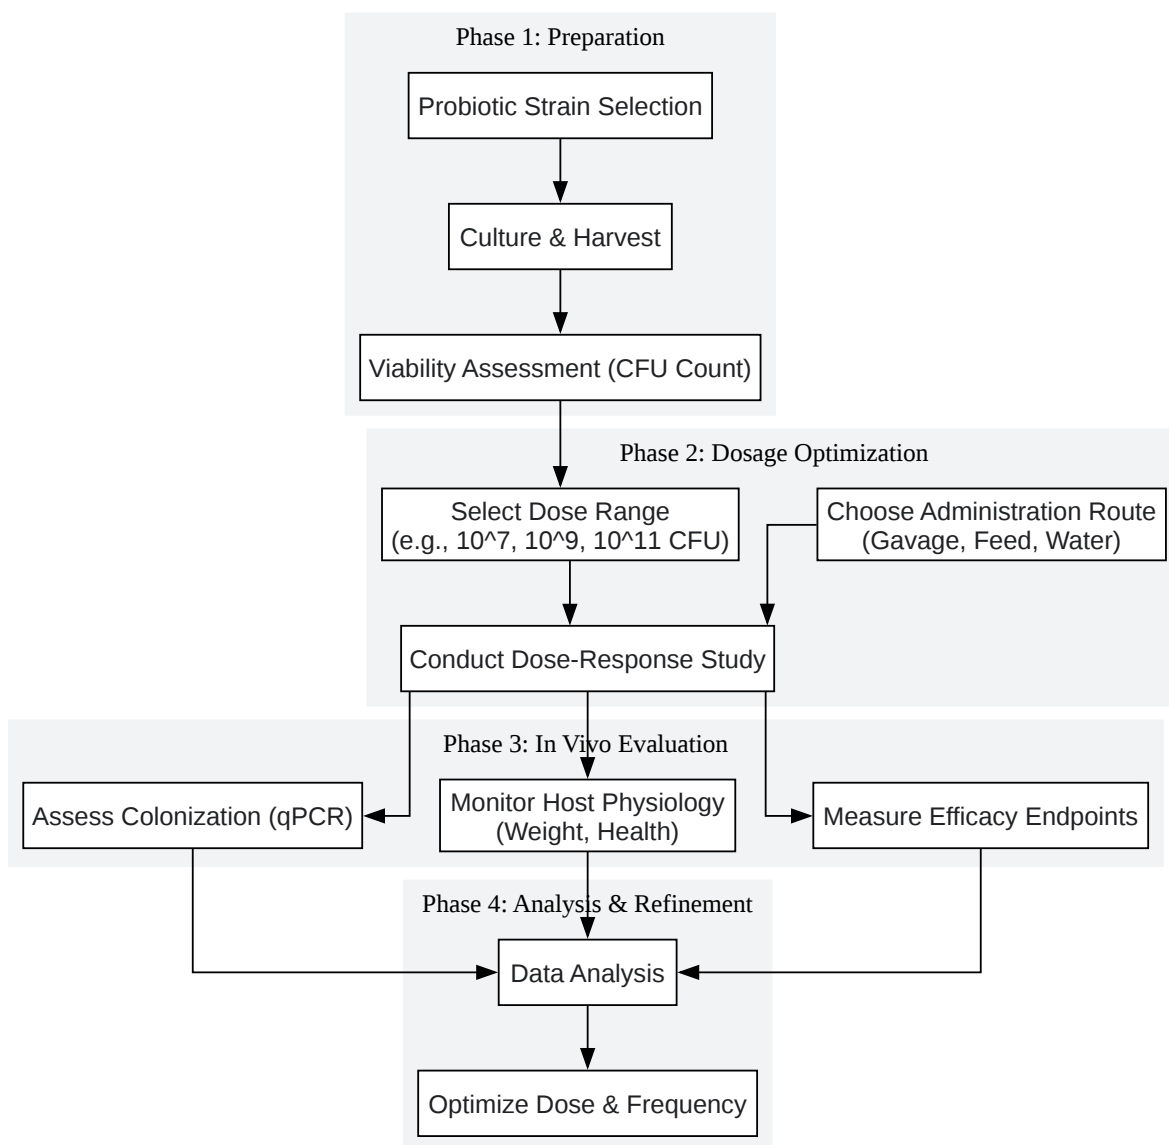 Phase 1: Preparation
Probiotic Strain Selection
Culture & Harvest
Viability Assessment (CFU Count)
Phase 2: Dosage Optimization
Select Dose Range
(e.g., 10^7, 10^9, 10^11 CFU)
Choose Administration Route
(Gavage, Feed, Water)
Conduct Dose-Response Study
Phase 3: In Vivo Evaluation
Assess Colonization (qPCR)
Monitor Host Physiology
(Weight, Health)
Measure Efficacy Endpoints
Phase 4: Analysis & Refinement
Data Analysis
Optimize Dose & Frequency